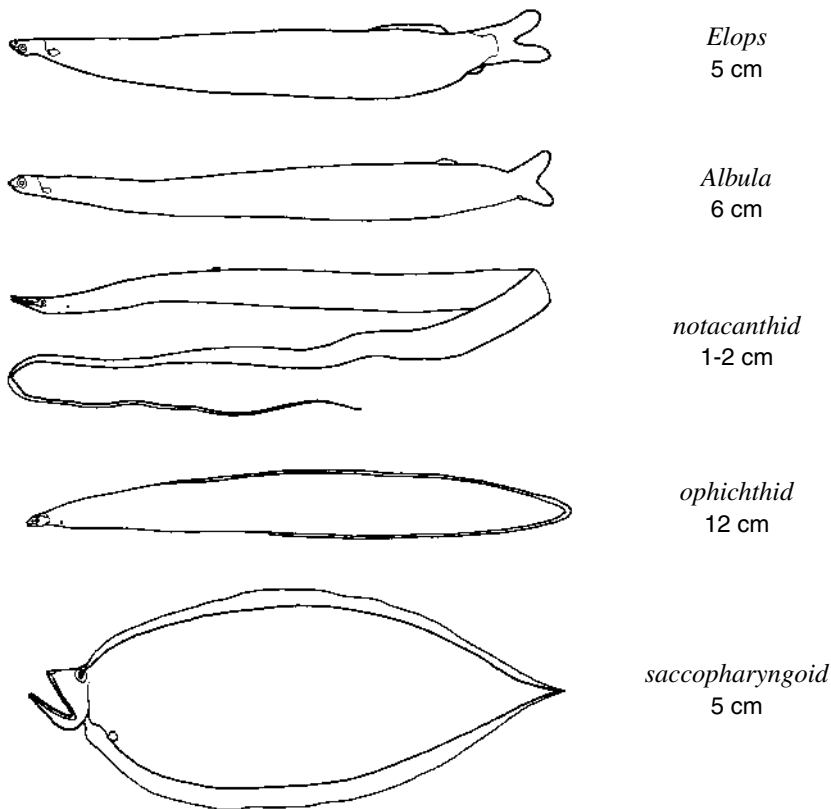 Elops
5 cm
Albula
6 cm
notacanthid
1-2 cm
ophichthid
12 cm
saccopharyngoid
5 cm